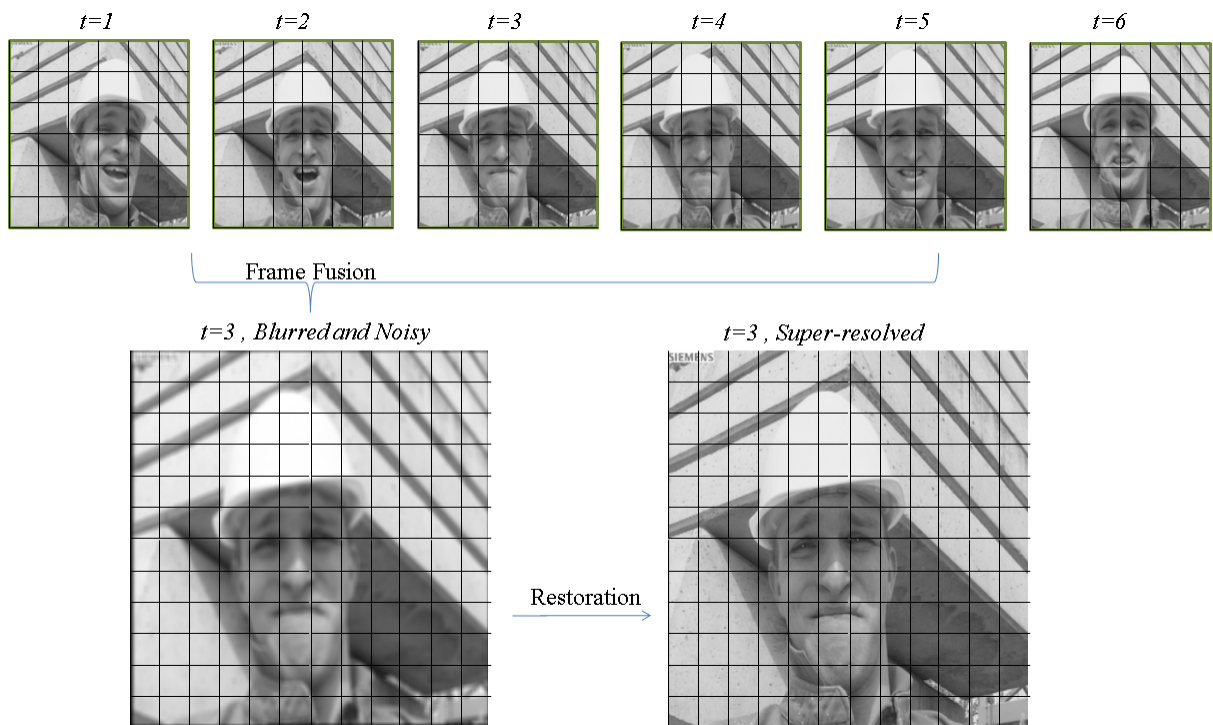 t=1
t=2
t=3
t=4
t=5
t=6
Frame Fusion
t=3 , Blurred and Noisy
t=3 , Super-resolved
SIEMENS
Restoration